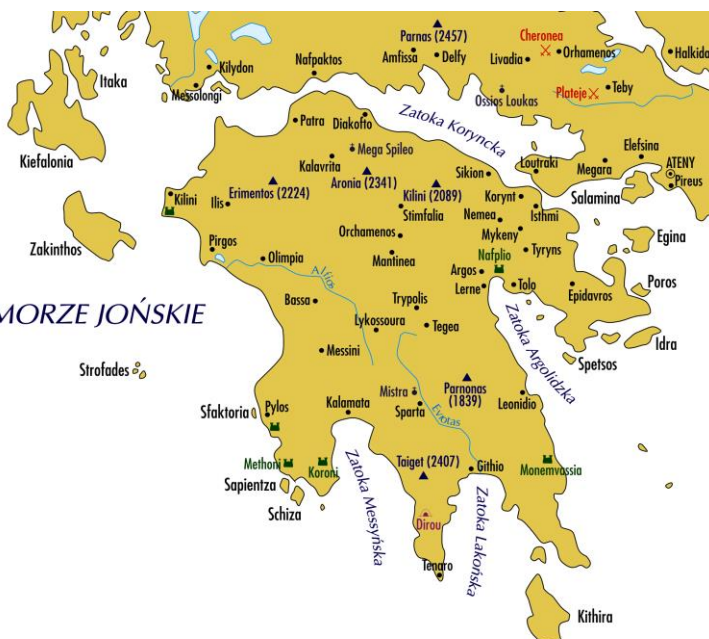 Parnas (2457)
Cheronea
Itaka
Kilydon
Nafpaktos
Amfissa
Delfy
Livadia
Orhamenos
Halkida
Messolongi
Ossios Loukas
Plateje
Teby
Zatoka Koryncka
Patra
Diakofto
Kiefalonia
Mega Spileo
Kalavrita
Sikion
Loutraki
Elefsina
Megara
ATENY
Pireus
Erimentos (2224)
Aronia (2341)
Kilini (2089)
Salamina
Kilini
Ilis
Stimfalia
Korynt
Isthmi
Nemea
Mykeny
Zakinthos
Pirgos
Olimpia
Orchamenos
Mantinea
Tyryns
Egina
Nafplio
Argos
Lerne
Tolo
Epidavros
Poros
Alfios
Bassa
Trypolis
MORZE JOŃSKIE
Lykossoura
Tegea
Idra
Spetsos
Zatoka Argolidzka
Messini
Strofades
Parnonas
(1839)
Mistra
Sparta
Evotas
Leonidio
Sfaktoria
Pylos
Kalamata
Methoni
Koroni
Taiget (2407)
Githio
Monemvossia
Sapientza
Schiza
Zatoka Messyńska
Zatoka Lakońska
Dirou
Tenaro
Kithira